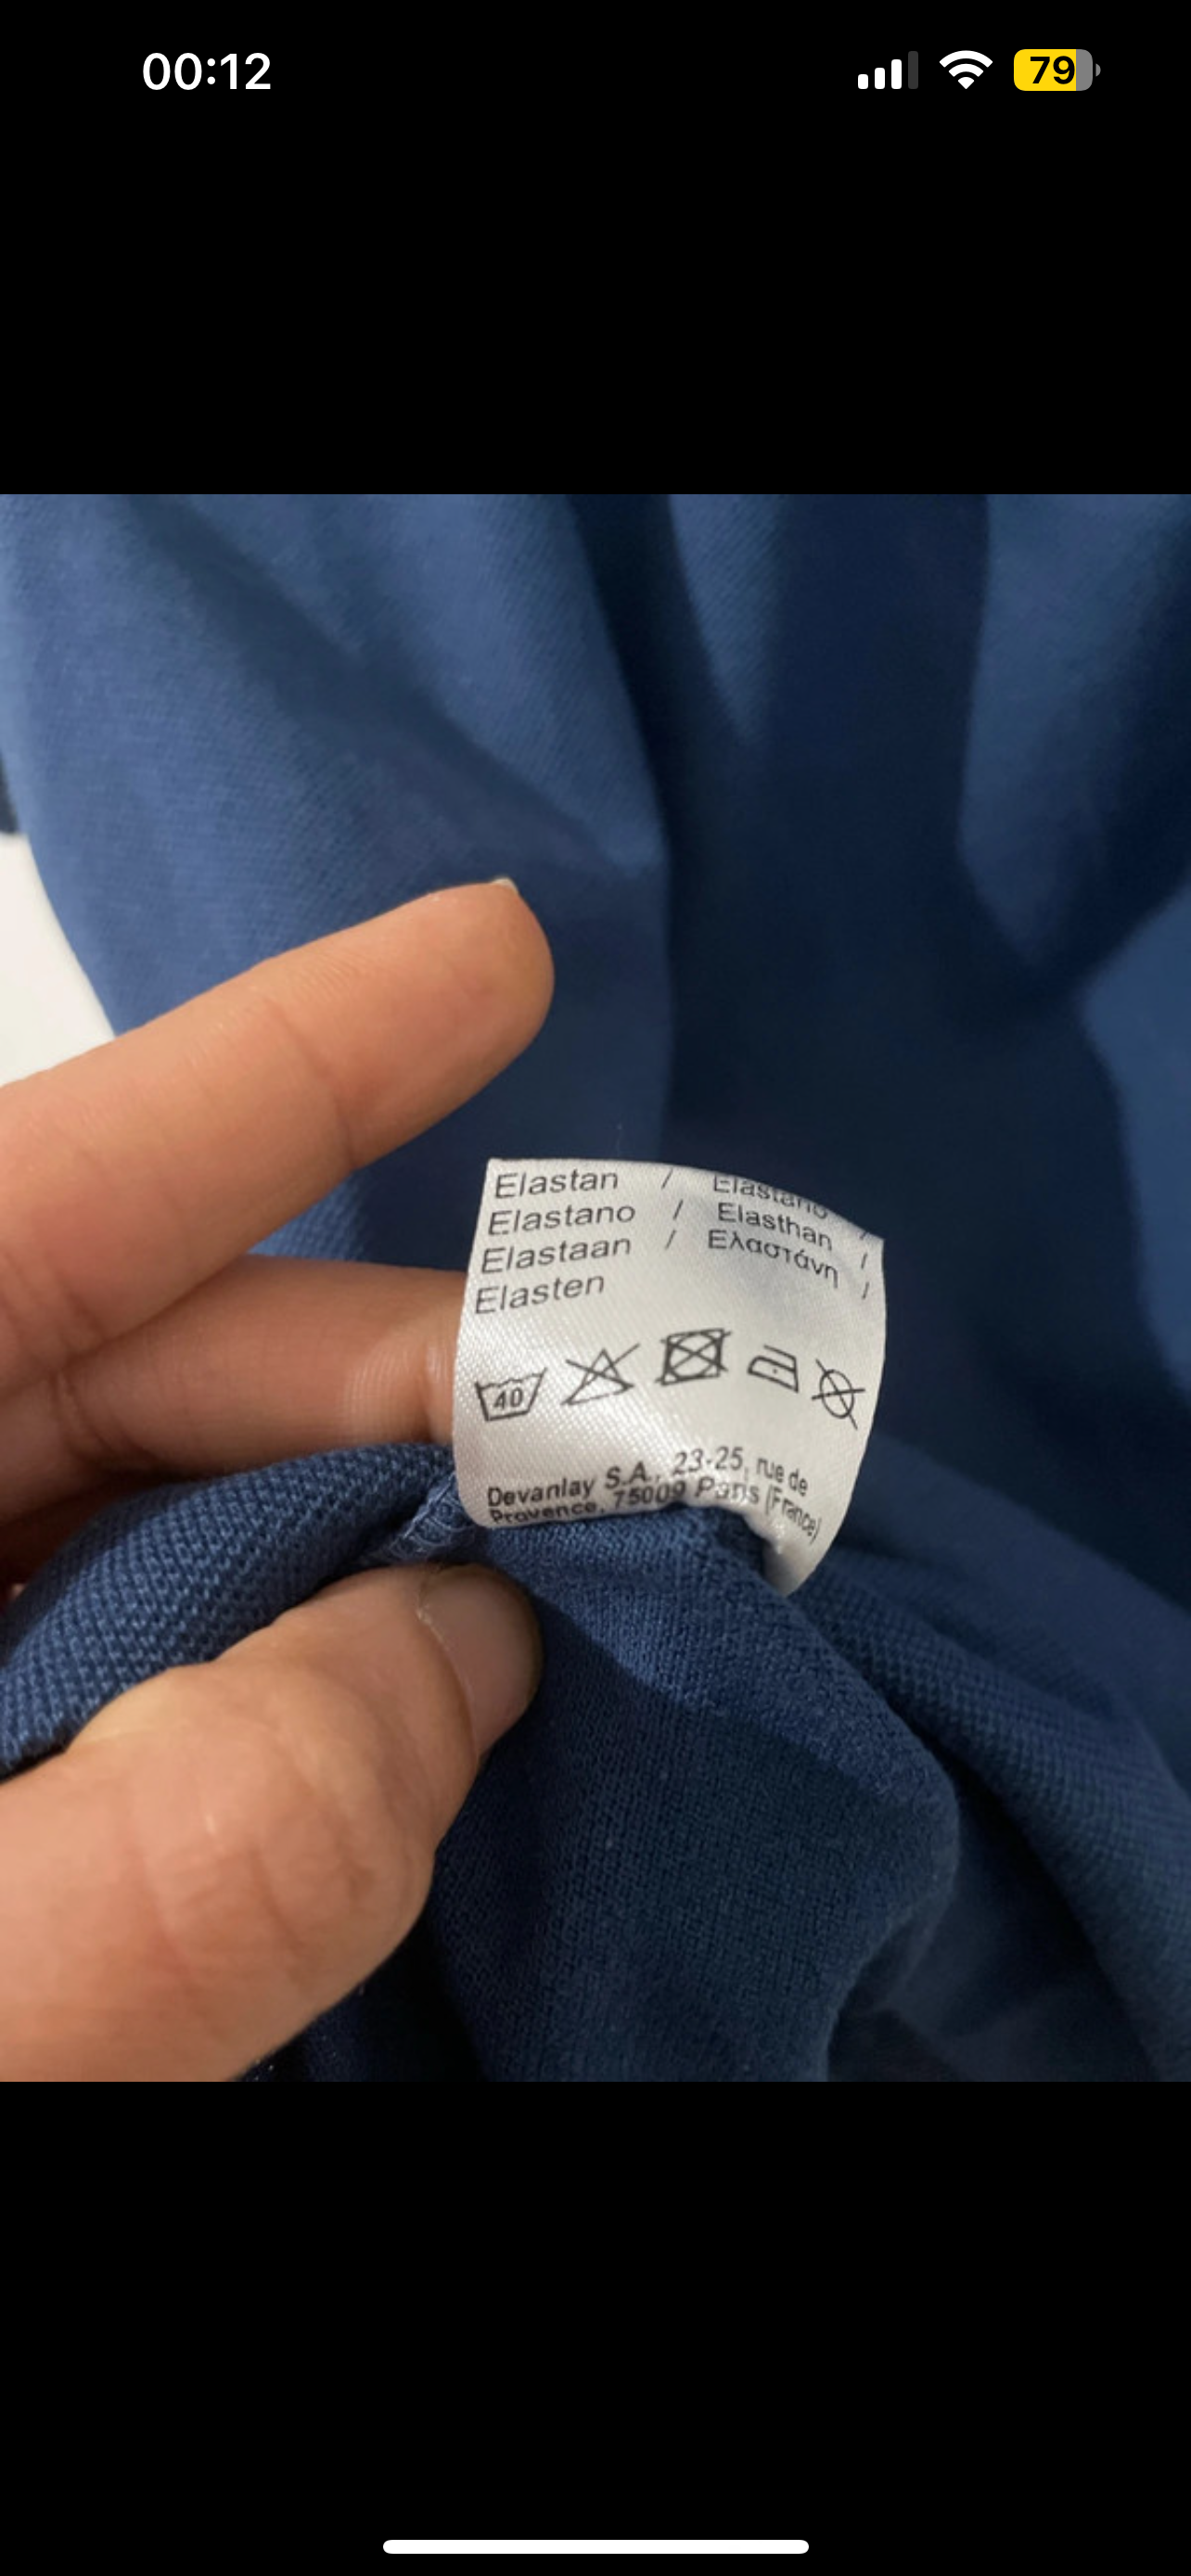 00:12
79
Elastan / Elastano /
Elastano / Elasthan /
Elastaan / Ελαστάνη /
Elasten
40
Devanlay S.A., 23-25, rue de
Provence, 75009 Paris (France)